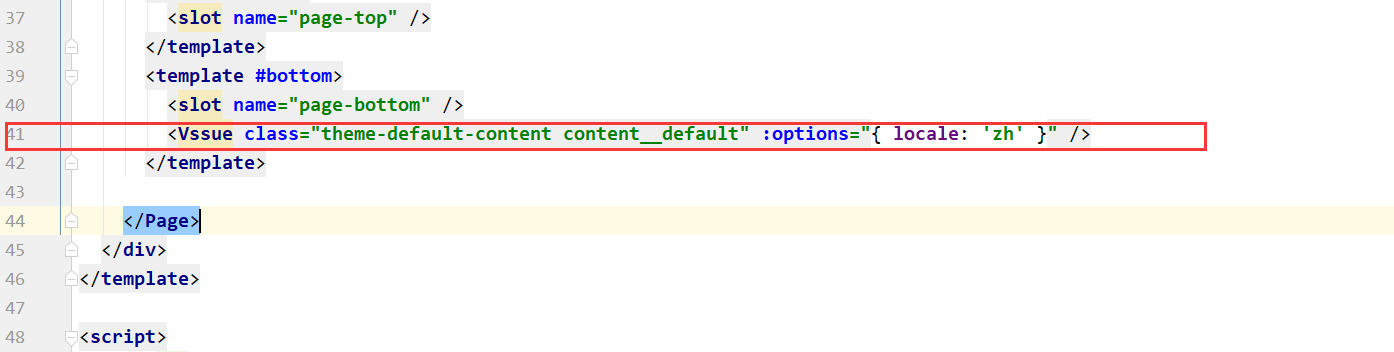 37 <slot name="page-top" />
38 </template>
39 <template #bottom>
40 <slot name="page-bottom" />
41 <Vssue class="theme-default-content content__default" :options="{ locale: 'zh' }" />
42 </template>
43
44 </Page>
45 </div>
46 </template>
47
48 <script>